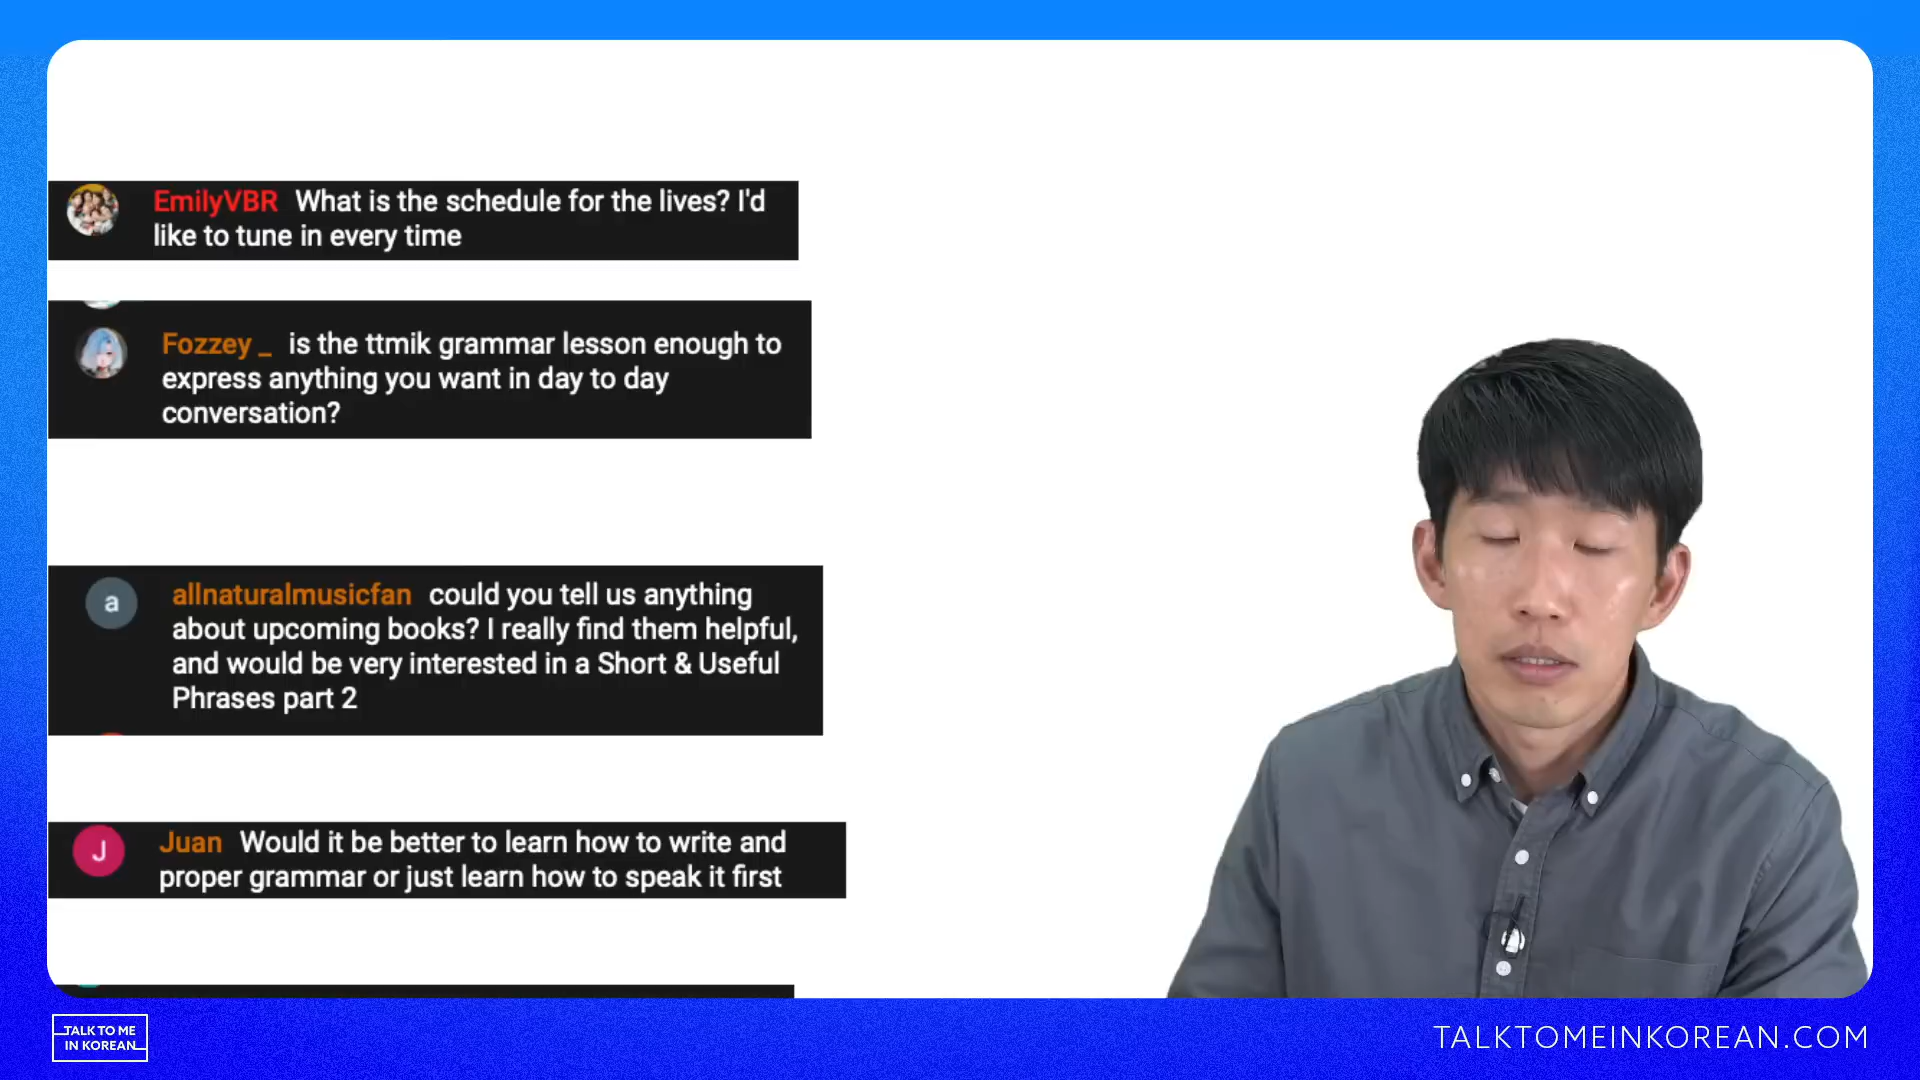 EmilyVBR What is the schedule for the lives? I'd
like to tune in every time
Fozzey _ is the ttmik grammar lesson enough to
express anything you want in day to day
conversation?
a
allnaturalmusicfan could you tell us anything
about upcoming books? I really find them helpful,
and would be very interested in a Short & Useful
Phrases part 2
J
Juan Would it be better to learn how to write and
proper grammar or just learn how to speak it first
TALK TO ME
IN KOREAN
TALKTOMEINKOREAN.COM